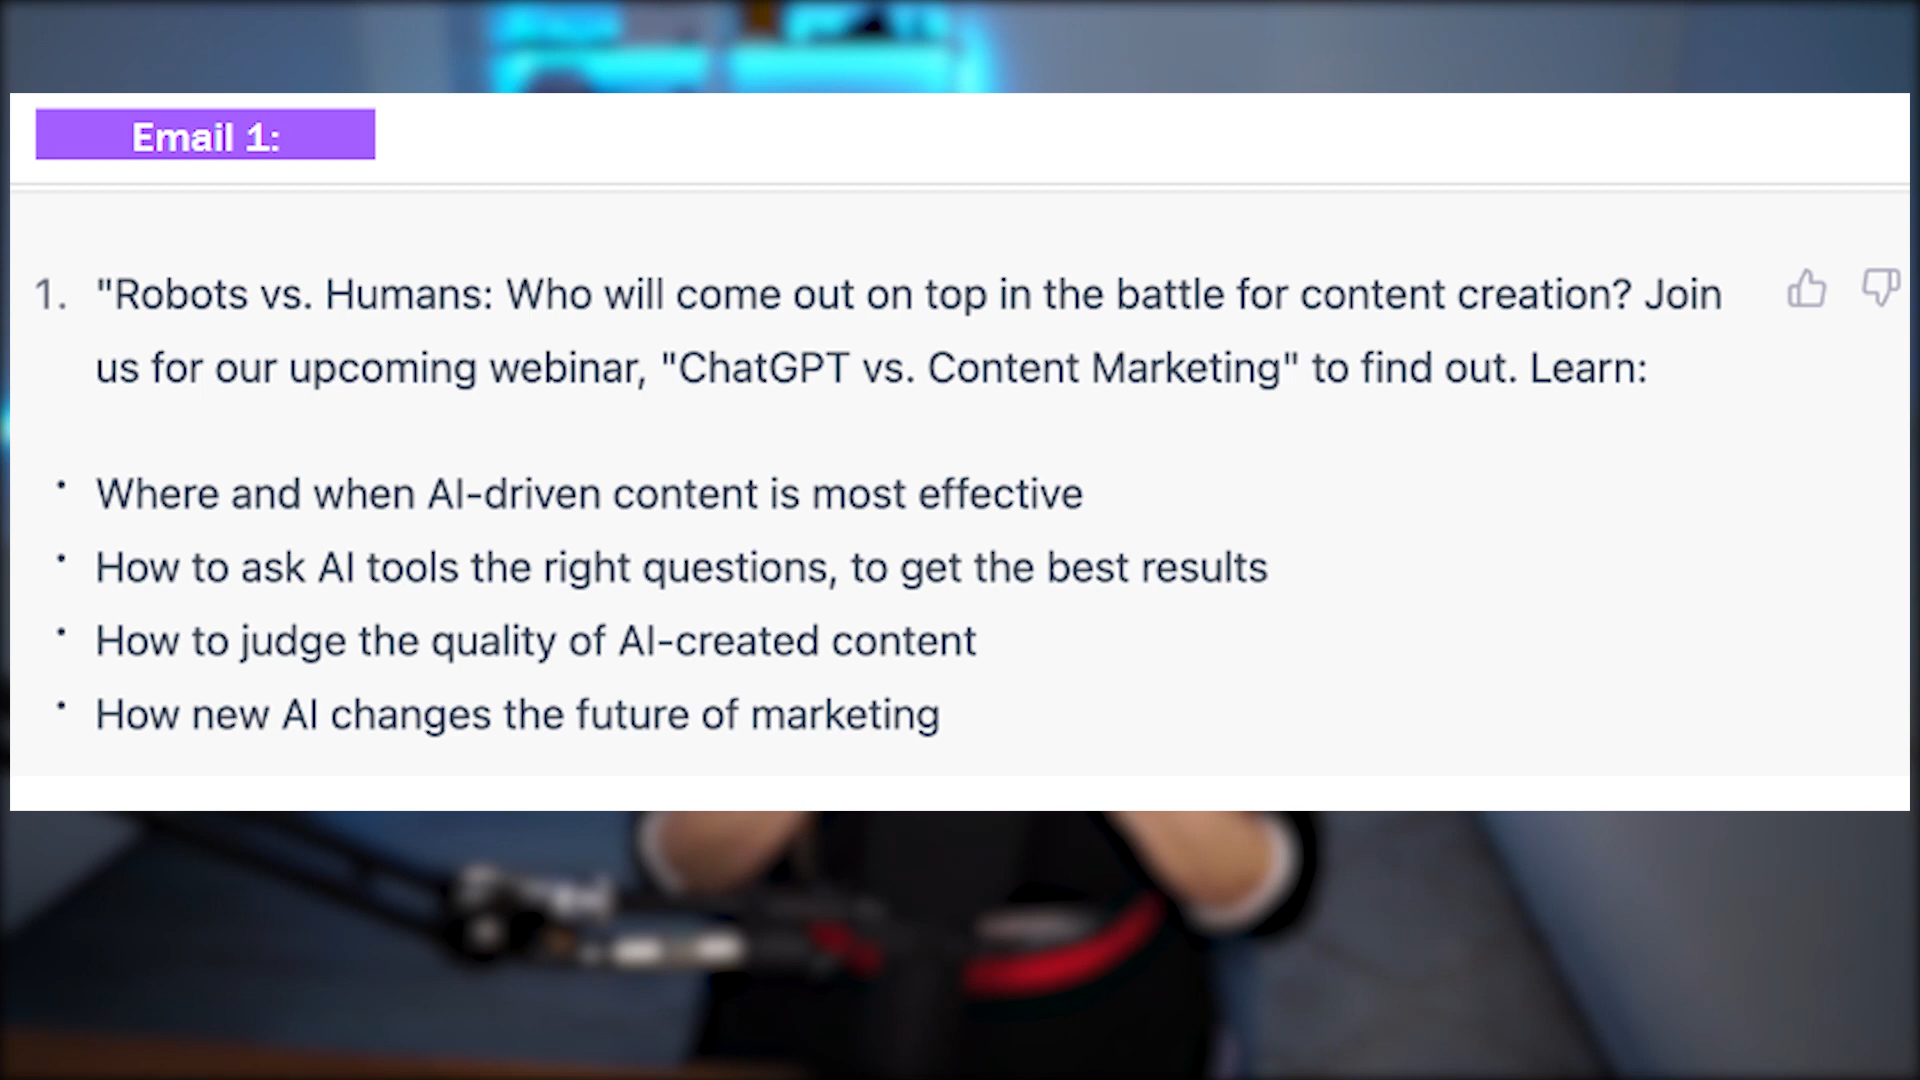 Email 1:
1. "Robots vs. Humans: Who will come out on top in the battle for content creation? Join
us for our upcoming webinar, "ChatGPT vs. Content Marketing" to find out. Learn:
• Where and when AI-driven content is most effective
• How to ask AI tools the right questions, to get the best results
• How to judge the quality of AI-created content
• How new AI changes the future of marketing